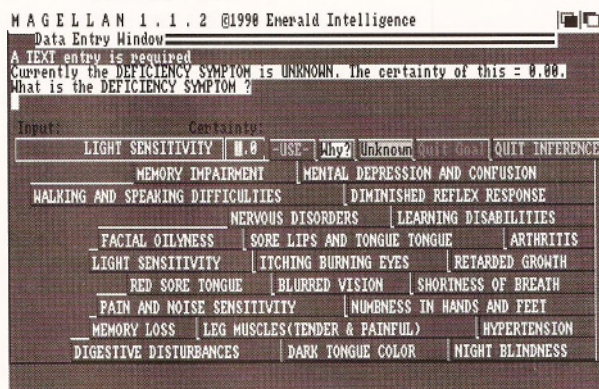 MAGELLAN 1.1.2 @1990 Emerald Intelligence
Data Entry Window
A TEXT entry is required
Currently the DEFICIENCY SYMPTOM is UNKNOWN. The certainty of this = 0.00.
What is the DEFICIENCY SYMPTOM ?
Input: Certainty:
LIGHT SENSITIVITY 1.0 -USE- Why? Unknown Quit Goal QUIT INFERENCE
MEMORY IMPAIRMENT MENTAL DEPRESSION AND CONFUSION
WALKING AND SPEAKING DIFFICULTIES DIMINISHED REFLEX RESPONSE
NERVOUS DISORDERS LEARNING DISABILITIES
FACIAL OILYNESS SORE LIPS AND TONGUE TONGUE ARTHRITIS
LIGHT SENSITIVITY ITCHING BURNING EYES RETARDED GROWTH
RED SORE TONGUE BLURRED VISION SHORTNESS OF BREATH
PAIN AND NOISE SENSITIVITY NUMBNESS IN HANDS AND FEET
MEMORY LOSS LEG MUSCLES(TENDER & PAINFUL) HYPERTENSION
DIGESTIVE DISTURBANCES DARK TONGUE COLOR NIGHT BLINDNESS